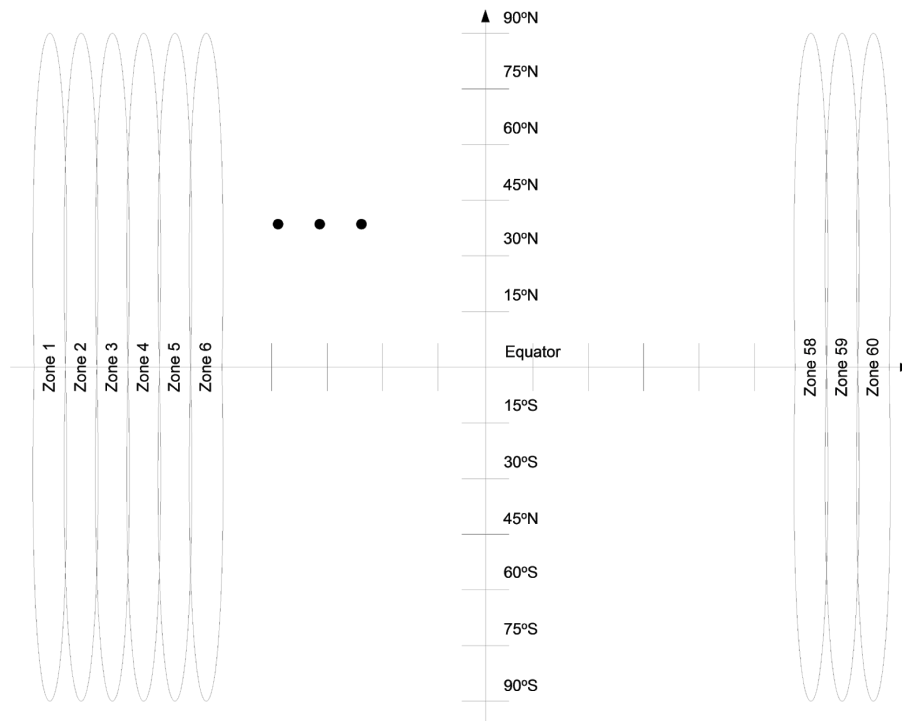 90ºN
75ºN
60ºN
45ºN
30ºN
15ºN
Equator
Zone 1
Zone 2
Zone 3
Zone 4
Zone 5
Zone 6
Zone 58
Zone 59
Zone 60
15ºS
30ºS
45ºN
60ºS
75ºS
90ºS